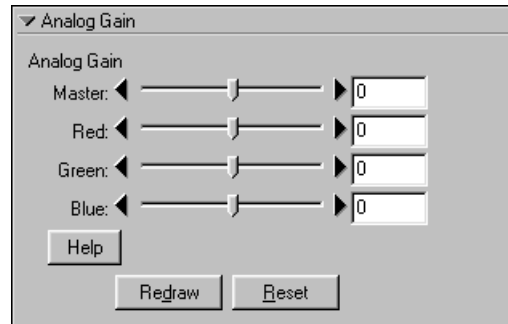 Analog Gain
Analog Gain
Master: 0
Red: 0
Green: 0
Blue: 0
Help
Redraw Reset